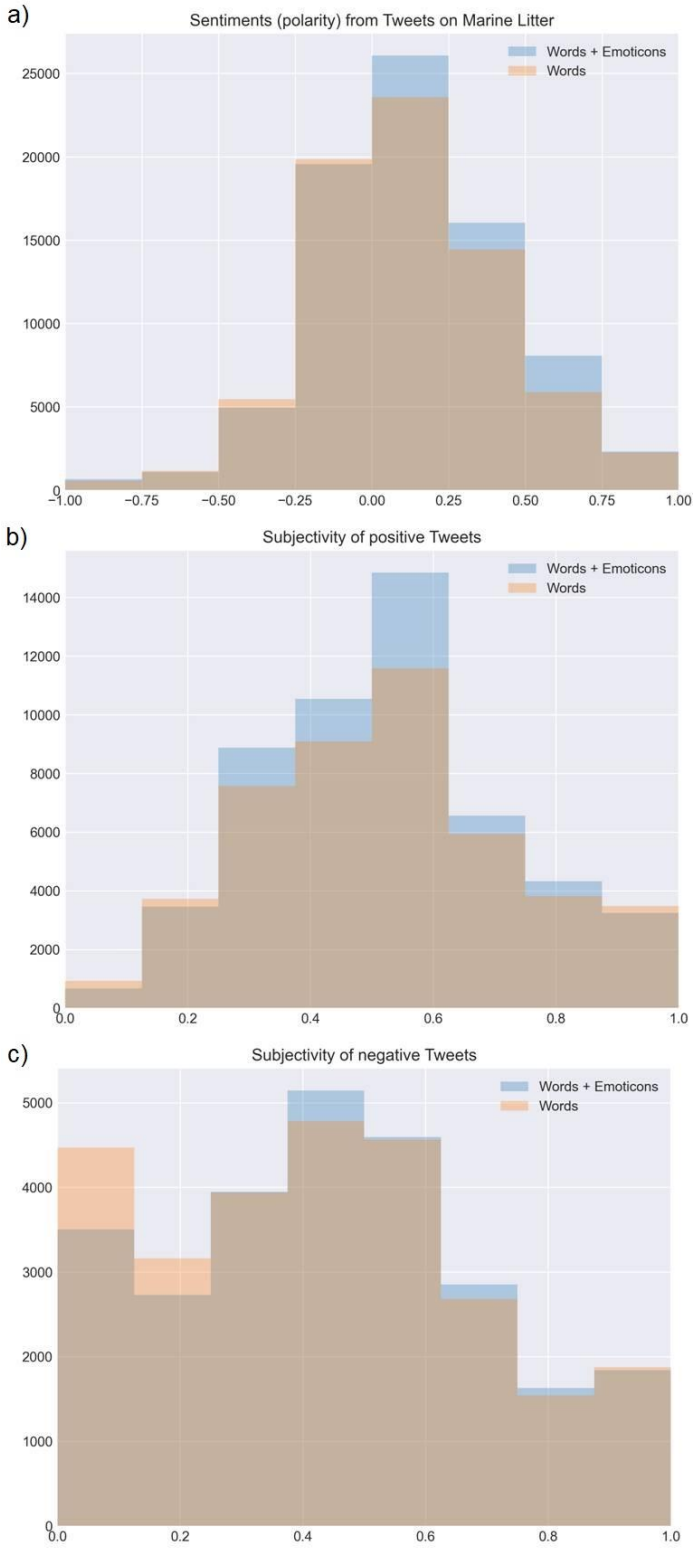 a)
Sentiments (polarity) from Tweets on Marine Litter
Words + Emoticons
Words
25000
20000
15000
10000
5000
0
−1.00 −0.75 −0.50 −0.25 0.00 0.25 0.50 0.75 1.00
b)
Subjectivity of positive Tweets
Words + Emoticons
Words
14000
12000
10000
8000
6000
4000
2000
0
0.0 0.2 0.4 0.6 0.8 1.0
c)
Subjectivity of negative Tweets
Words + Emoticons
Words
5000
4000
3000
2000
1000
0
0.0 0.2 0.4 0.6 0.8 1.0